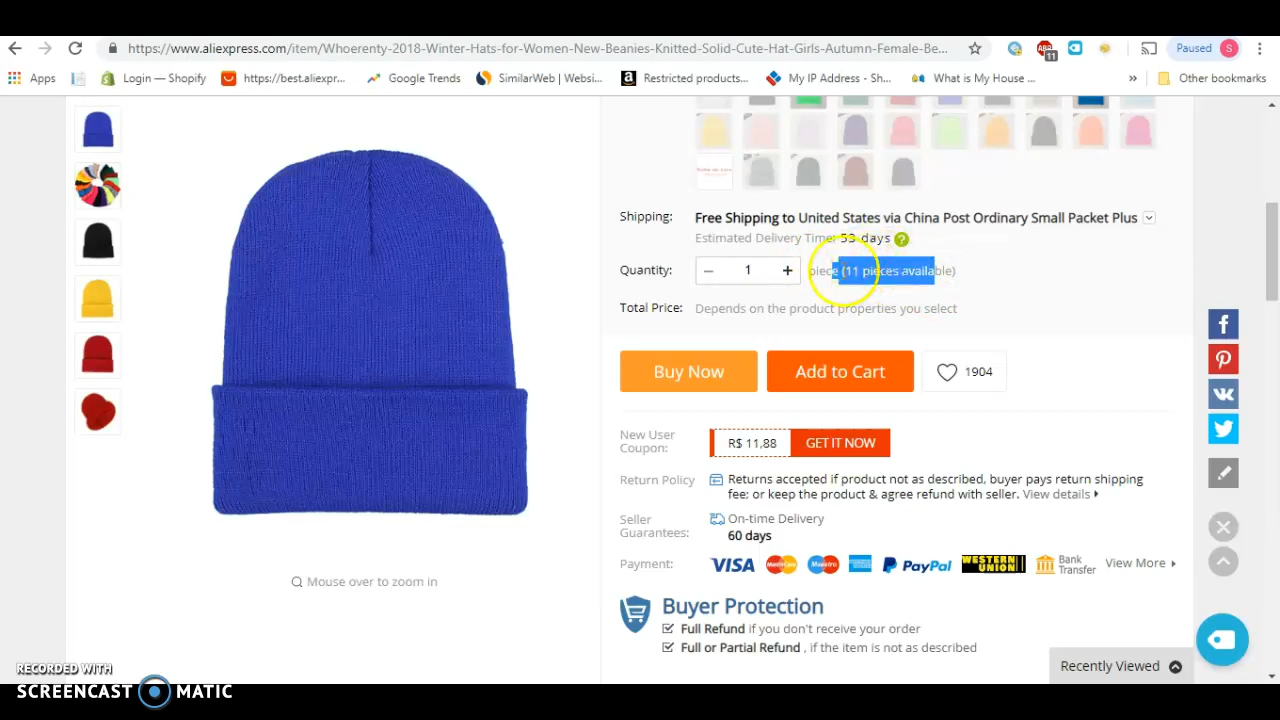 https://www.aliexpress.com/item/Whoerenty-2018-Winter-Hats-for-Women-New-Beanies-Knitted-Solid-Cute-Hat-Girls-Autumn-Female-Be...
11
Paused S
Apps
Login — Shopify
https://best.aliexpr...
Google Trends
SimilarWeb | Websi...
Restricted products...
My IP Address - Sh...
What is My House ...
»
Other bookmarks
Shipping: Free Shipping to United States via China Post Ordinary Small Packet Plus
Estimated Delivery Time: 53 days ?
Quantity: − 1 + piece (11 pieces available)
Total Price: Depends on the product properties you select
Buy Now
Add to Cart
1904
New User
Coupon:
R$ 11,88 GET IT NOW
Return Policy
Returns accepted if product not as described, buyer pays return shipping
fee; or keep the product & agree refund with seller. View details
Seller
Guarantees:
On-time Delivery
60 days
Payment: VISA MasterCard Maestro PayPal WESTERN UNION Bank Transfer View More
Mouse over to zoom in
Buyer Protection
Full Refund if you don't receive your order
Full or Partial Refund , if the item is not as described
Recently Viewed
RECORDED WITH
SCREENCAST MATIC